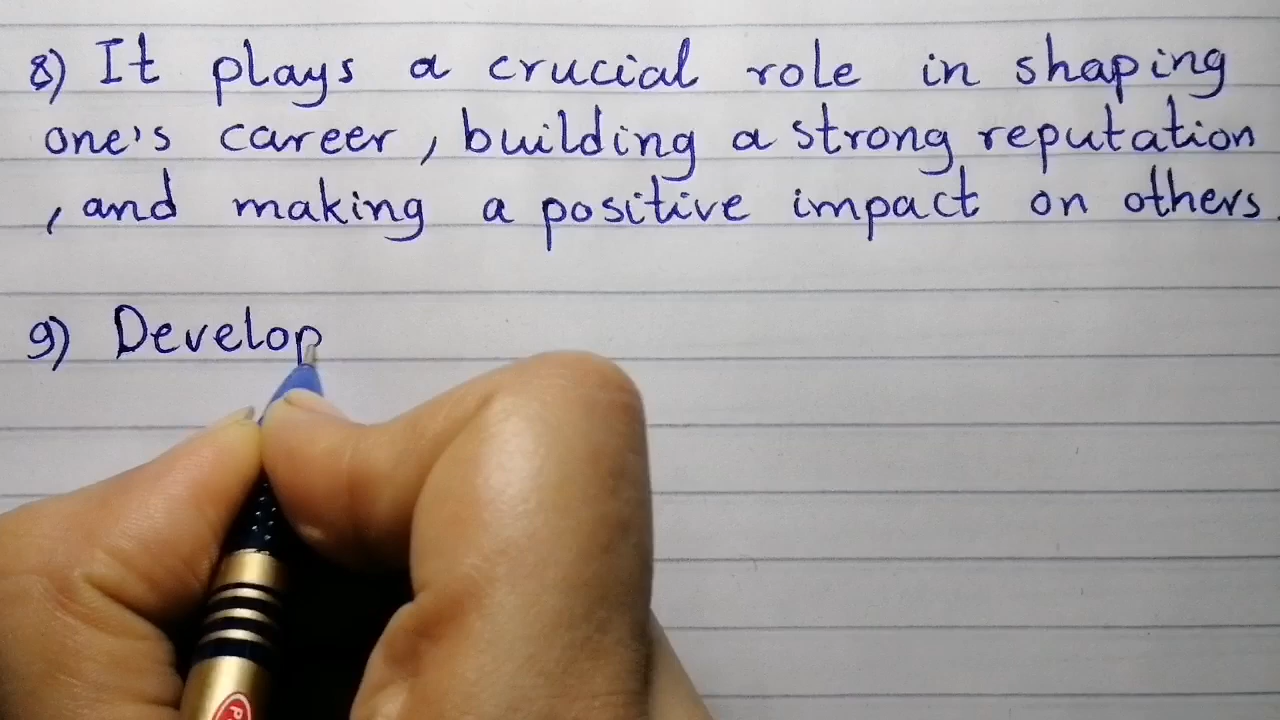 8) It plays a crucial role in shaping
one's career, building a strong reputation
, and making a positive impact on others.
9) Develop